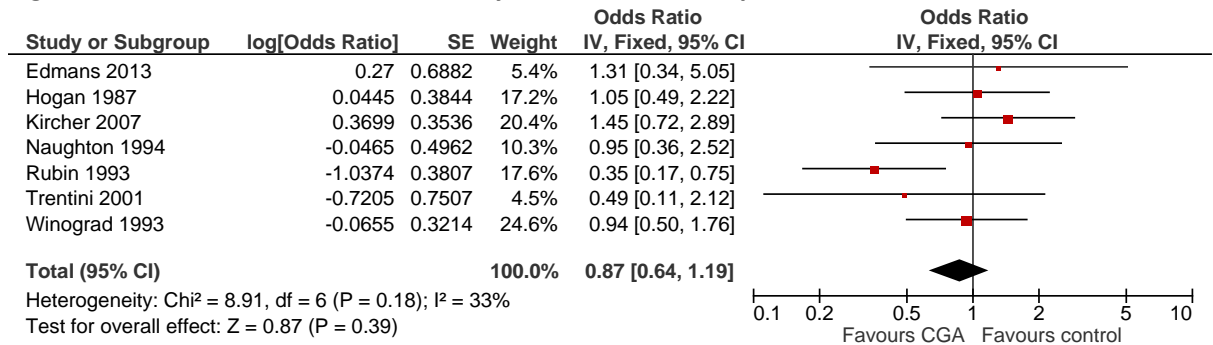 Odds Ratio Odds Ratio
Study or Subgroup log[Odds Ratio] SE Weight IV, Fixed, 95% CI IV, Fixed, 95% CI
Edmans 2013 0.27 0.6882 5.4% 1.31 [0.34, 5.05]
Hogan 1987 0.0445 0.3844 17.2% 1.05 [0.49, 2.22]
Kircher 2007 0.3699 0.3536 20.4% 1.45 [0.72, 2.89]
Naughton 1994 -0.0465 0.4962 10.3% 0.95 [0.36, 2.52]
Rubin 1993 -1.0374 0.3807 17.6% 0.35 [0.17, 0.75]
Trentini 2001 -0.7205 0.7507 4.5% 0.49 [0.11, 2.12]
Winograd 1993 -0.0655 0.3214 24.6% 0.94 [0.50, 1.76]
Total (95% CI) 100.0% 0.87 [0.64, 1.19]
Heterogeneity: Chi² = 8.91, df = 6 (P = 0.18); I² = 33%
Test for overall effect: Z = 0.87 (P = 0.39)
0.1 0.2 0.5 1 2 5 10
Favours CGA Favours control